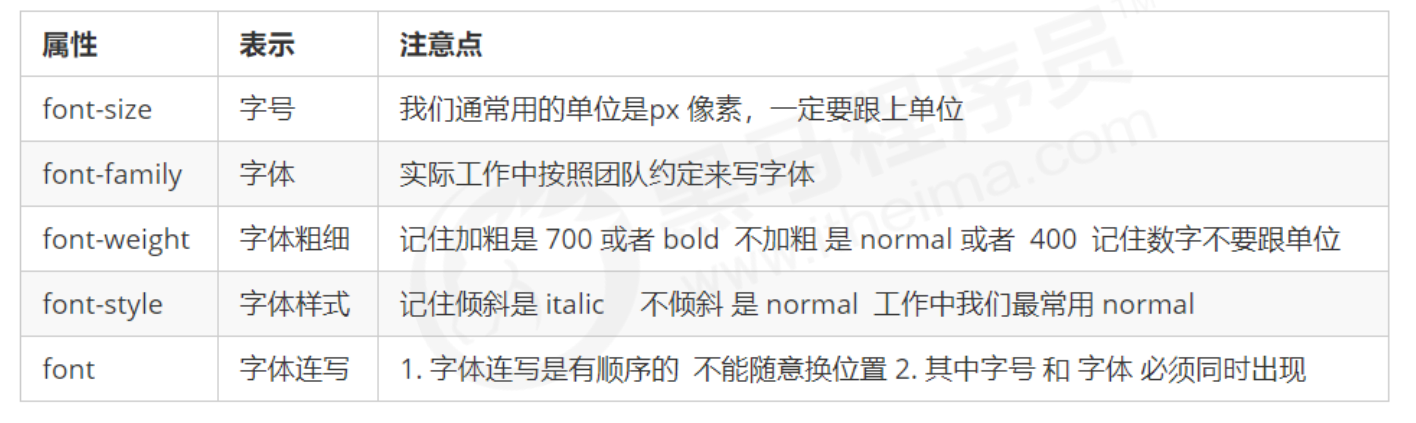 属性 表示 注意点
font-size 字号 我们通常用的单位是px 像素，一定要跟上单位
font-family 字体 实际工作中按照团队约定来写字体
font-weight 字体粗细 记住加粗是 700 或者 bold 不加粗 是 normal 或者 400 记住数字不要跟单位
font-style 字体样式 记住倾斜是 italic 不倾斜 是 normal 工作中我们最常用 normal
font 字体连写 1. 字体连写是有顺序的 不能随意换位置 2. 其中字号 和 字体 必须同时出现
黑马程序员™
www.itheima.com